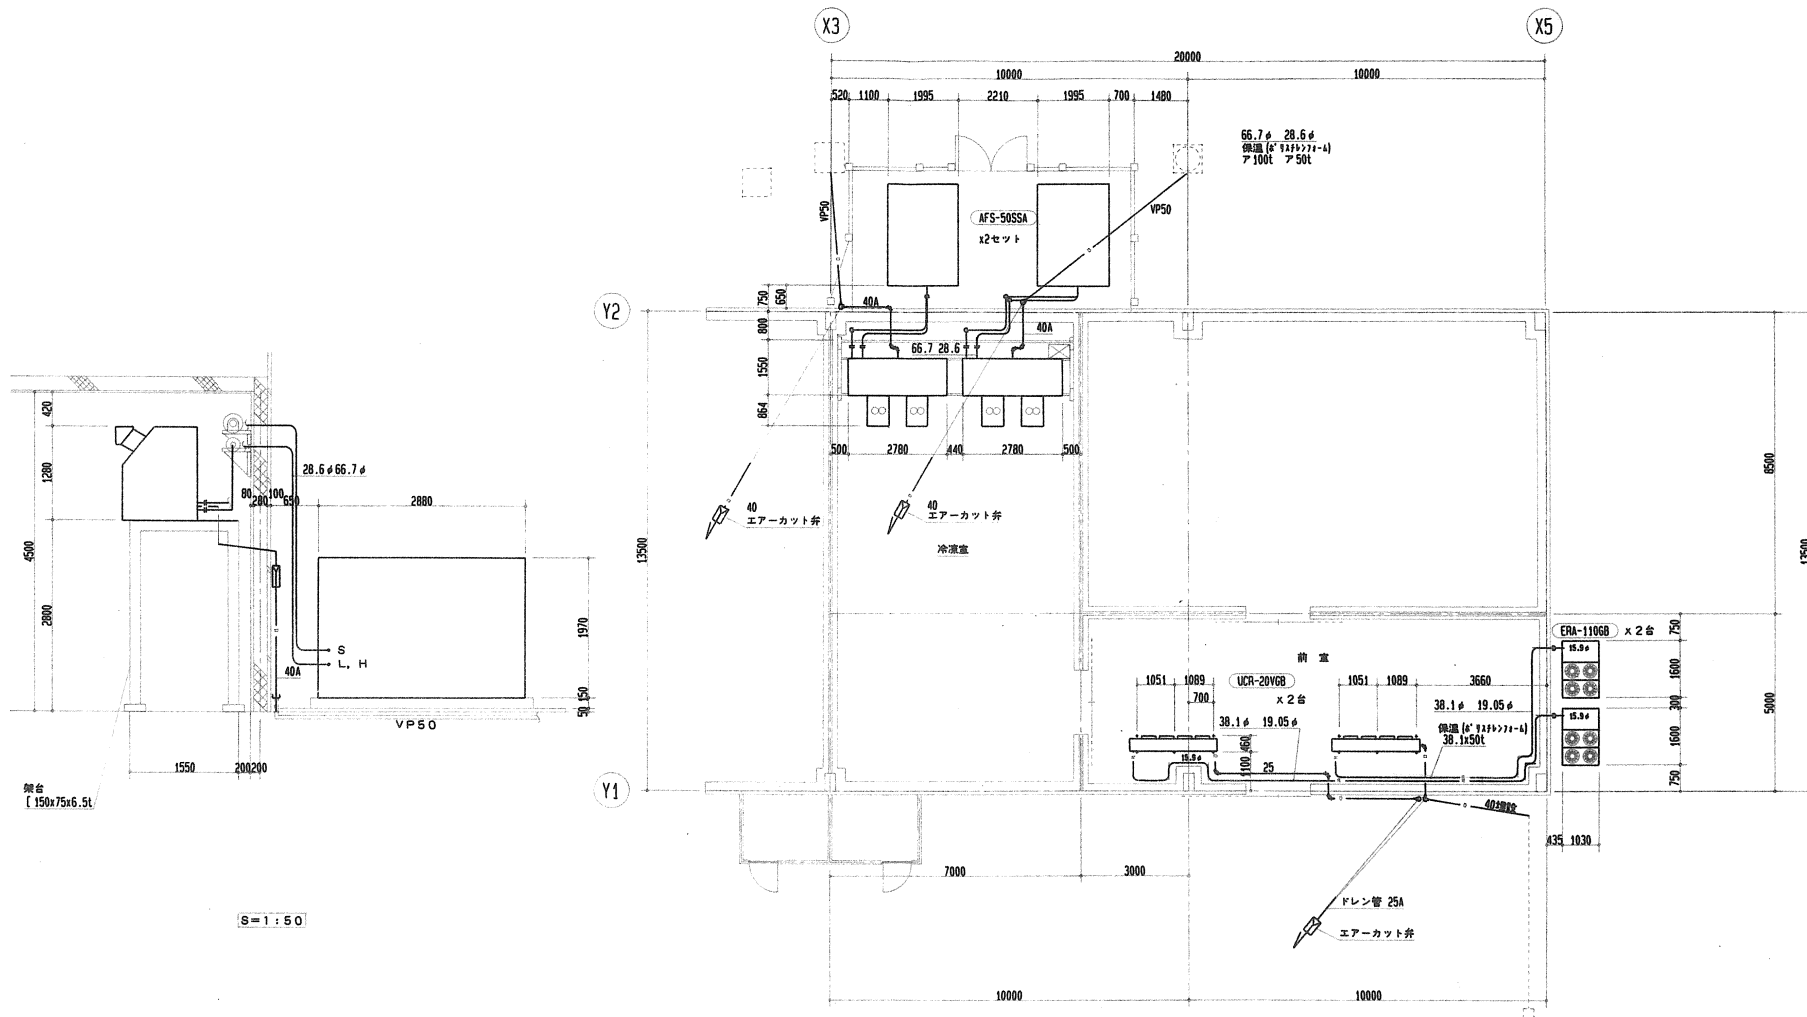 X3
X5
20000
10000
10000
520
1100
1995
2210
1995
700
1480
66.7φ 28.6φ
保温(ポリスチレンフォーム)
ア100t ア50t
VP50
AFS-50SSA
x2セット
VP50
Y2
750
650
40A
40A
800
66.7 28.6
1550
864
500
2780
440
2780
500
40
エアーカット弁
40
エアーカット弁
冷凍室
13500
8500
13500
420
1280
4500
2800
28.6φ66.7φ
80
100
280
650
2880
1970
S
L, H
40A
150
50
VP50
1550
200
200
架台
[ 150x75x6.5t
S=1:50
ERA-110GB
x2台
15.9φ
15.9φ
750
1600
300
1600
750
5000
前室
1051
1089
UCR-20VGB
x2台
700
1051
1089
3660
38.1φ 19.05φ
38.1φ 19.05φ
保温(ポリスチレンフォーム)
38.1x50t
460
1100
15.9φ
25
Y1
40埋設
435
1030
7000
3000
ドレン管 25A
エアーカット弁
10000
10000